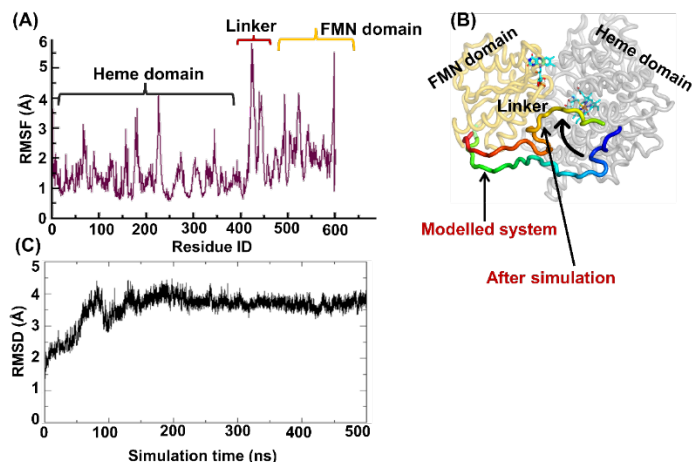 (A)
Linker
FMN domain
Heme domain
RMSF (Å)
6
5
4
3
2
1
0
0 100 200 300 400 500 600
Residue ID
(B)
FMN domain
Heme domain
Linker
Modelled system
After simulation
(C)
RMSD (Å)
5
4
3
2
1
0
0 100 200 300 400 500
Simulation time (ns)